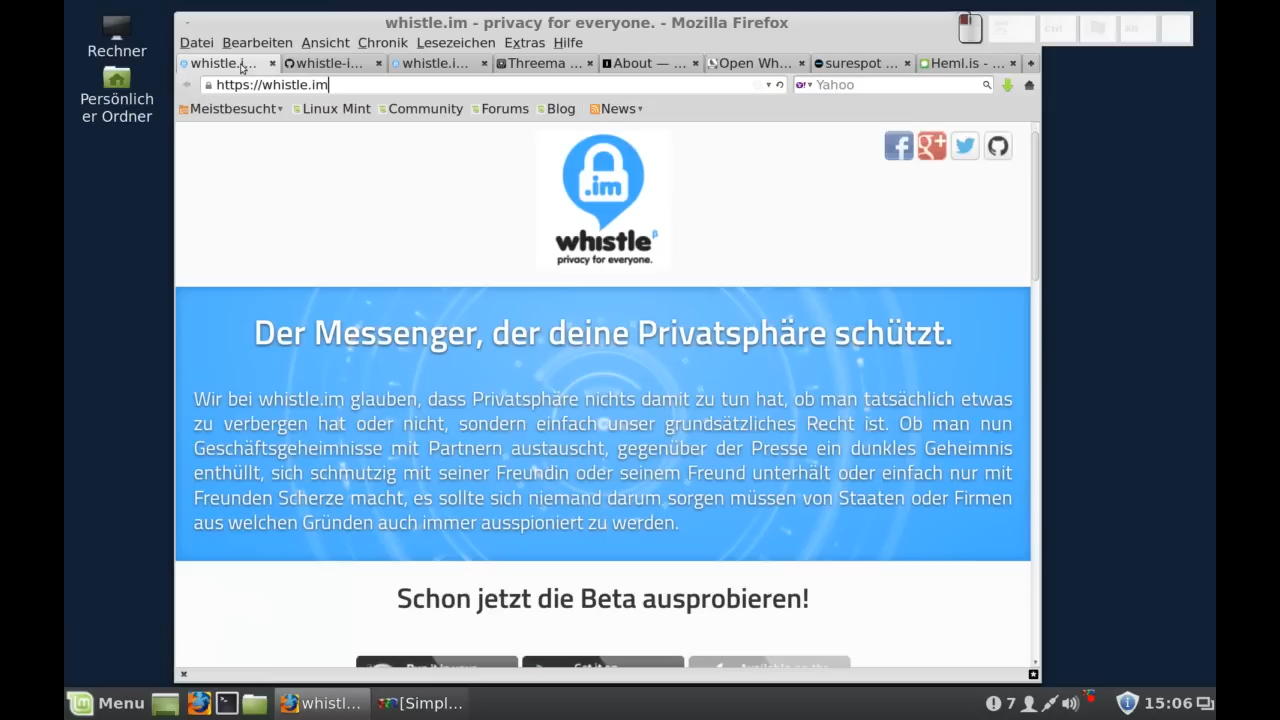 whistle.im - privacy for everyone. - Mozilla Firefox
Ctrl
Rechner
Persönlich
er Ordner
Datei Bearbeiten Ansicht Chronik Lesezeichen Extras Hilfe
whistle.i... whistle-i... whistle.i... Threema ... About — ... Open Wh... surespot ... Heml.is - ...
https://whistle.im Yahoo
Meistbesucht Linux Mint Community Forums Blog News
.im
whistle β
privacy for everyone.
Der Messenger, der deine Privatsphäre schützt.
Wir bei whistle.im glauben, dass Privatsphäre nichts damit zu tun hat, ob man tatsächlich etwas
zu verbergen hat oder nicht, sondern einfach unser grundsätzliches Recht ist. Ob man nun
Geschäftsgeheimnisse mit Partnern austauscht, gegenüber der Presse ein dunkles Geheimnis
enthüllt, sich schmutzig mit seiner Freundin oder seinem Freund unterhält oder einfach nur mit
Freunden Scherze macht, es sollte sich niemand darum sorgen müssen von Staaten oder Firmen
aus welchen Gründen auch immer ausspioniert zu werden.
Schon jetzt die Beta ausprobieren!
Menu whistl... [Simpl... 7 15:06